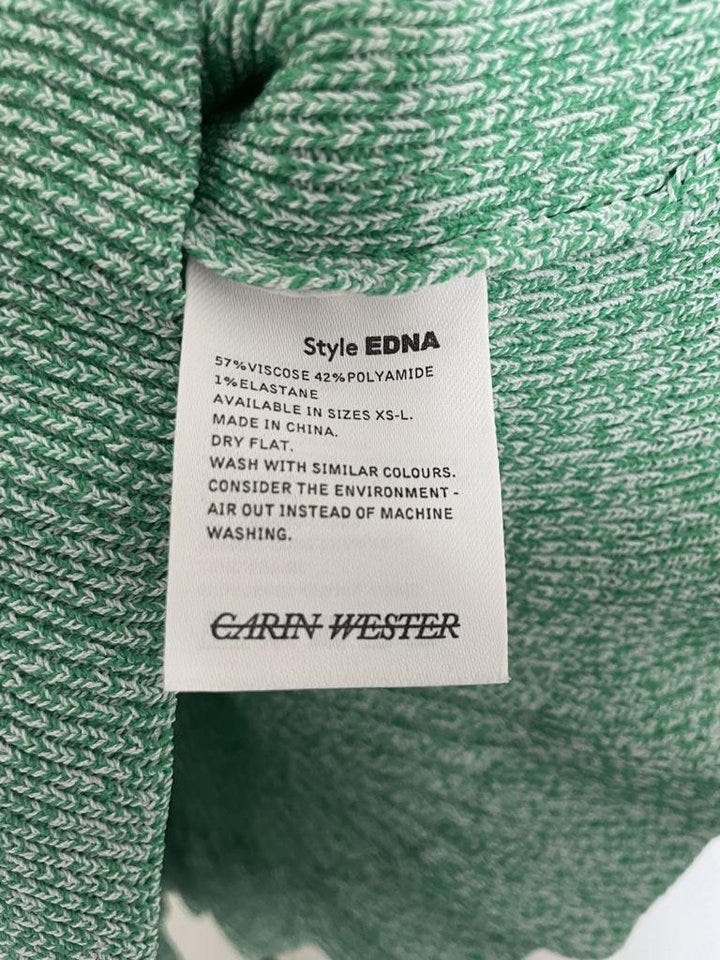 Style EDNA
57%VISCOSE 42%POLYAMIDE
1%ELASTANE
AVAILABLE IN SIZES XS-L.
MADE IN CHINA.
DRY FLAT.
WASH WITH SIMILAR COLOURS.
CONSIDER THE ENVIRONMENT -
AIR OUT INSTEAD OF MACHINE
WASHING.
CARIN WESTER